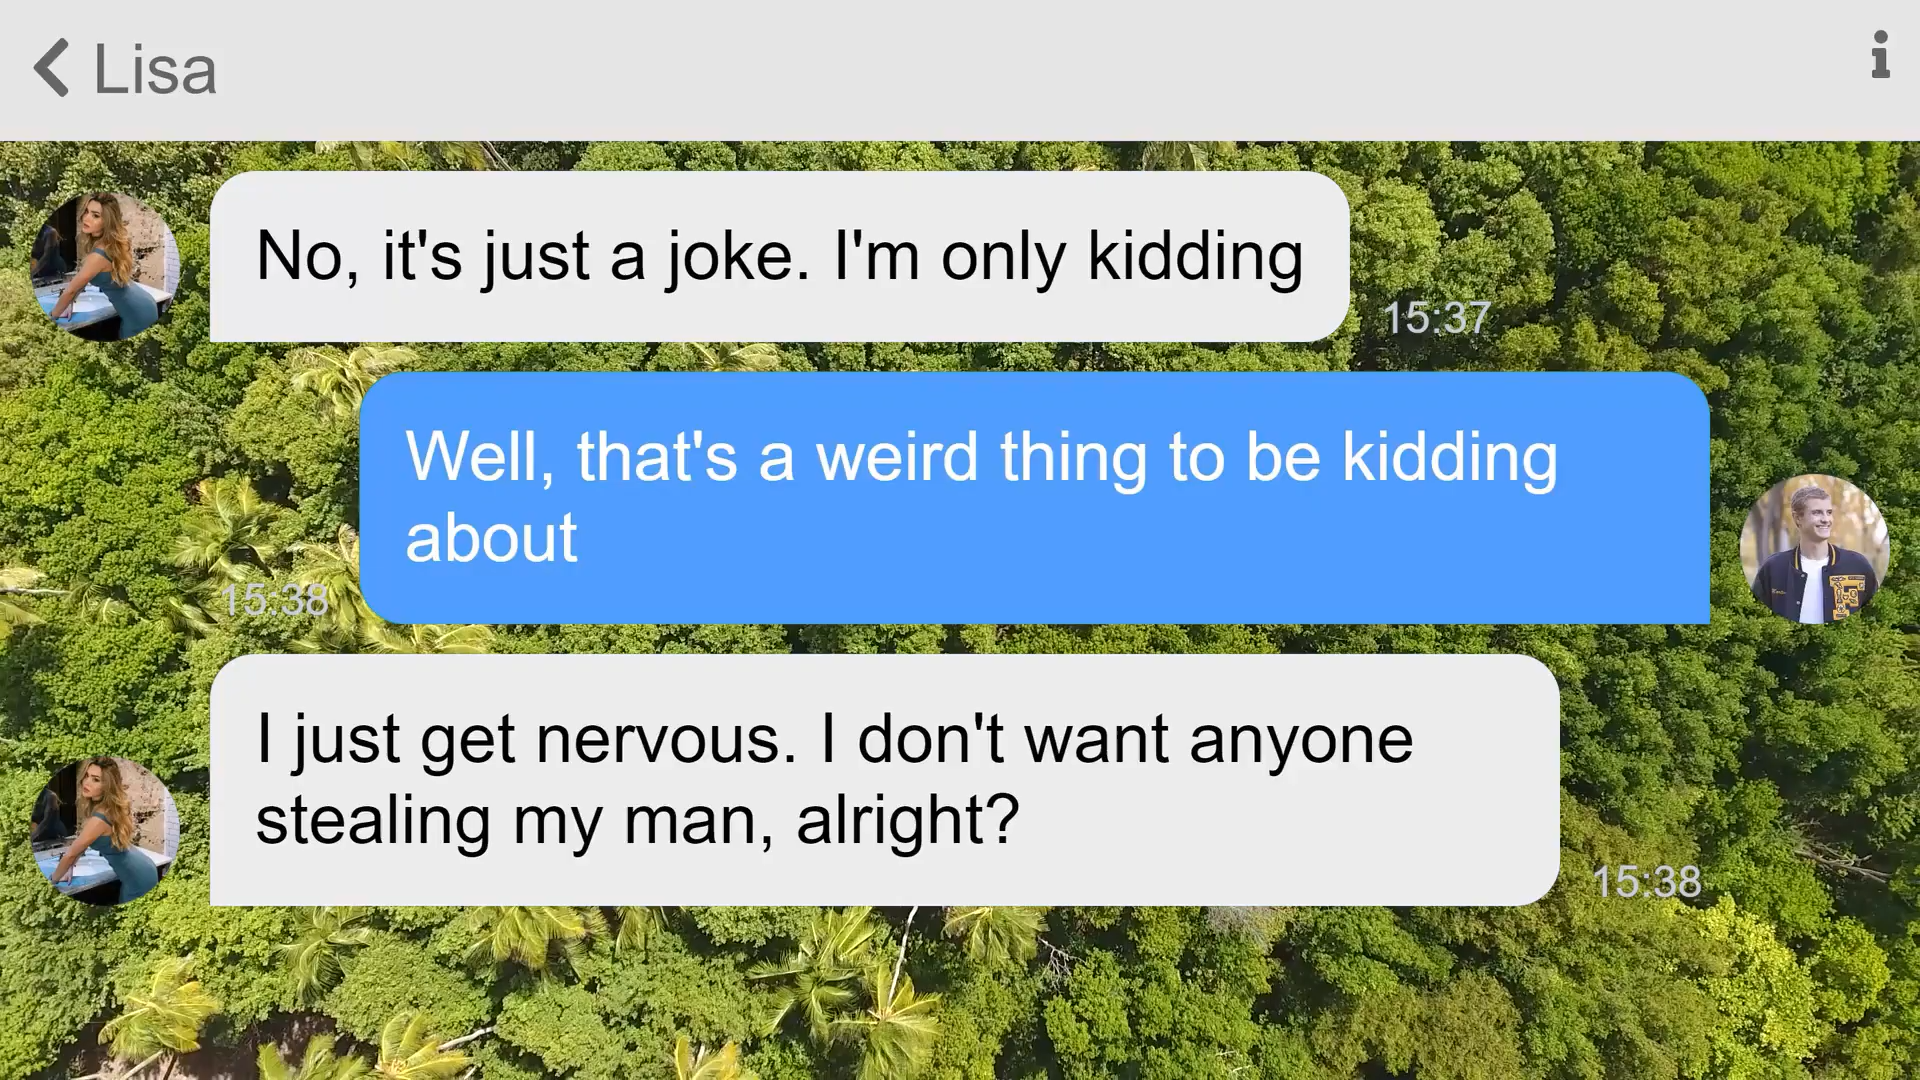 Lisa
No, it's just a joke. I'm only kidding
15:37
Well, that's a weird thing to be kidding
about
15:38
I just get nervous. I don't want anyone
stealing my man, alright?
15:38
F